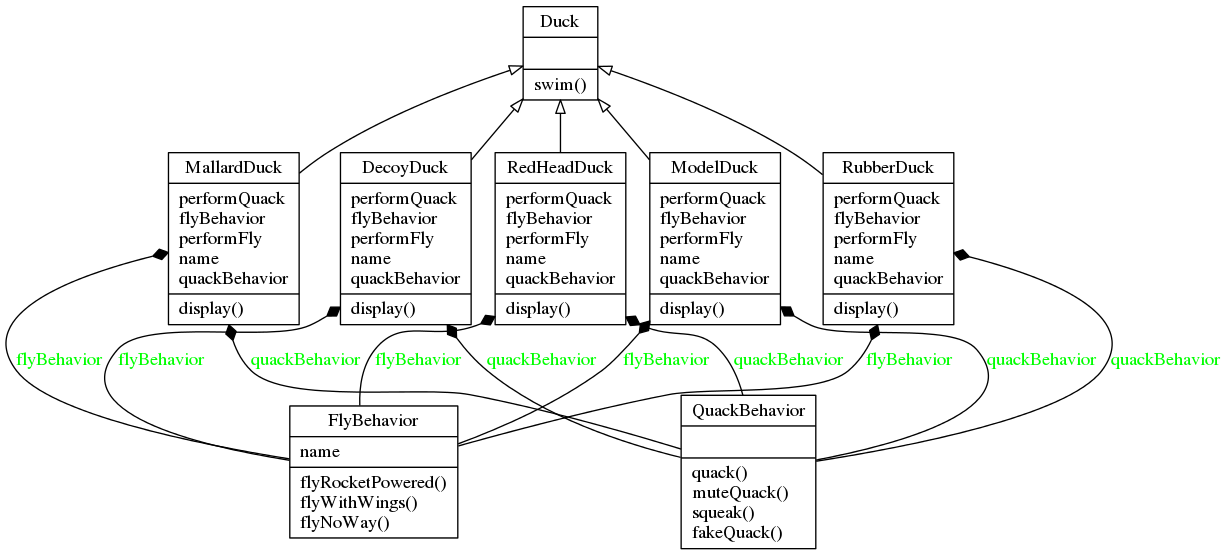 Duck
swim()
MallardDuck
performQuack
flyBehavior
performFly
name
quackBehavior
display()
DecoyDuck
performQuack
flyBehavior
performFly
name
quackBehavior
display()
RedHeadDuck
performQuack
flyBehavior
performFly
name
quackBehavior
display()
ModelDuck
performQuack
flyBehavior
performFly
name
quackBehavior
display()
RubberDuck
performQuack
flyBehavior
performFly
name
quackBehavior
display()
flyBehavior
flyBehavior
quackBehavior
flyBehavior
quackBehavior
flyBehavior
quackBehavior
flyBehavior
quackBehavior
quackBehavior
FlyBehavior
name
flyRocketPowered()
flyWithWings()
flyNoWay()
QuackBehavior
quack()
muteQuack()
squeak()
fakeQuack()